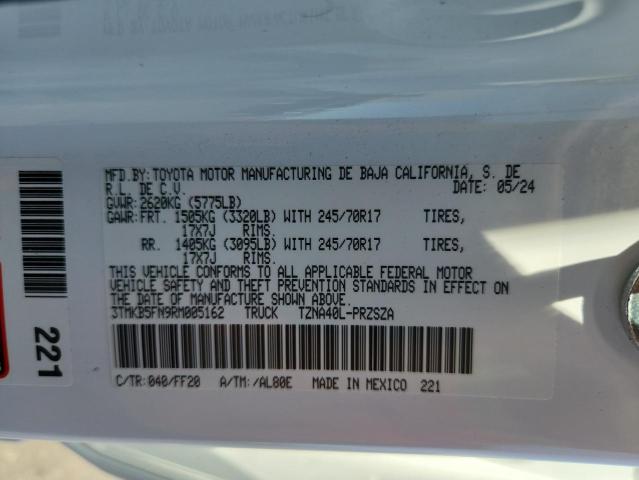 MFD.BY:TOYOTA MOTOR MANUFACTURING DE BAJA CALIFORNIA, S. DE
R.L. DE C.V. DATE: 05/24
GVWR: 2620KG (5775LB)
GAWR: FRT. 1505KG (3320LB) WITH 245/70R17 TIRES,
17X7J RIMS.
RR. 1405KG (3095LB) WITH 245/70R17 TIRES,
17X7J RIMS.
THIS VEHICLE CONFORMS TO ALL APPLICABLE FEDERAL MOTOR
VEHICLE SAFETY AND THEFT PREVENTION STANDARDS IN EFFECT ON
THE DATE OF MANUFACTURE SHOWN ABOVE.
3TMKB5FN9RM005162 TRUCK TZNA40L-PRZSZA
C/TR: 040/FF20 A/TM: /AL80E MADE IN MEXICO 221
221